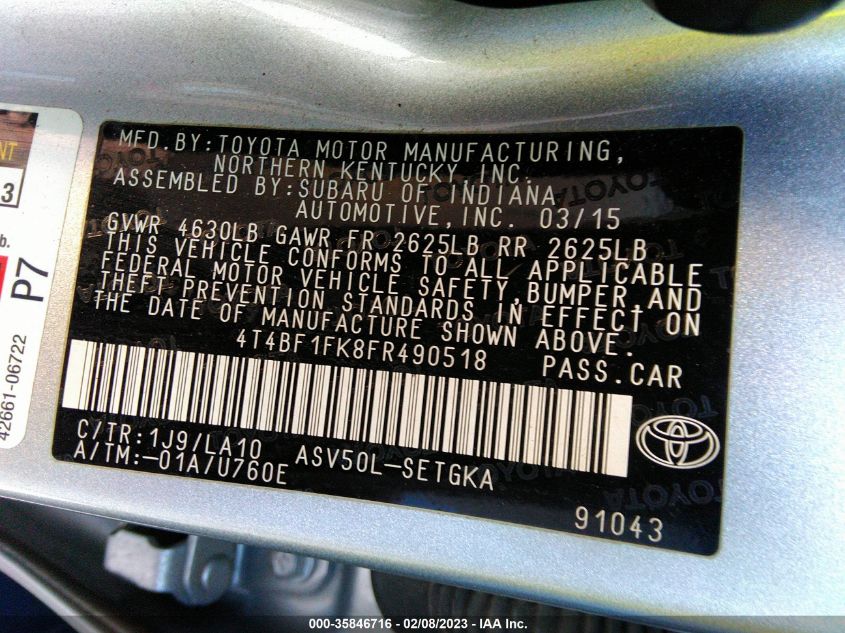 MFD.BY:TOYOTA MOTOR MANUFACTURING,
NORTHERN KENTUCKY, INC.
ASSEMBLED BY:SUBARU OF INDIANA
AUTOMOTIVE,INC. 03/15
GVWR 4630LB GAWR FR 2625LB RR 2625LB
THIS VEHICLE CONFORMS TO ALL APPLICABLE
FEDERAL MOTOR VEHICLE SAFETY,BUMPER,AND
THEFT PREVENTION STANDARDS IN EFFECT ON
THE DATE OF MANUFACTURE SHOWN ABOVE.
4T4BF1FK8FR490518 PASS.CAR
C/TR:1J9/LA10 ASV50L-SETGKA
A/TM:-01A/U760E
91043
NT
3
b.
P7
42661-06722
000-35846716 - 02/08/2023 - IAA Inc.